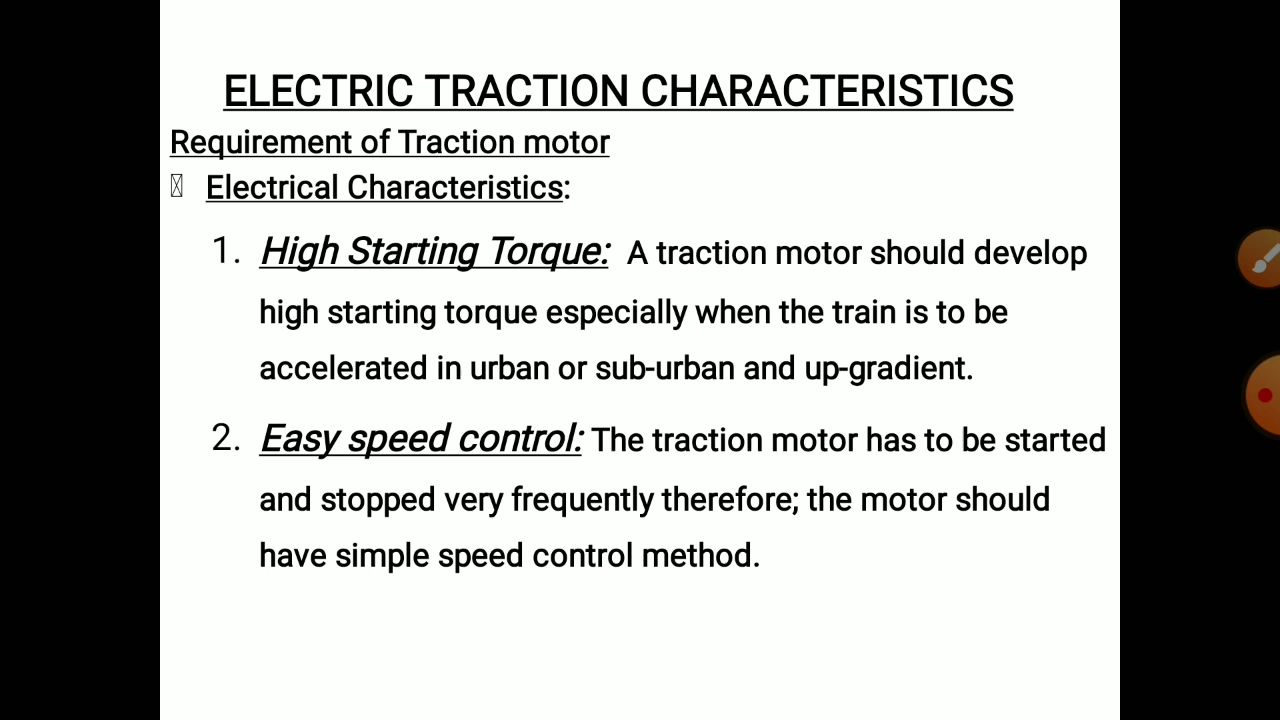 ELECTRIC TRACTION CHARACTERISTICS
Requirement of Traction motor
Electrical Characteristics:
1. High Starting Torque: A traction motor should develop
high starting torque especially when the train is to be
accelerated in urban or sub-urban and up-gradient.
2. Easy speed control: The traction motor has to be started
and stopped very frequently therefore; the motor should
have simple speed control method.